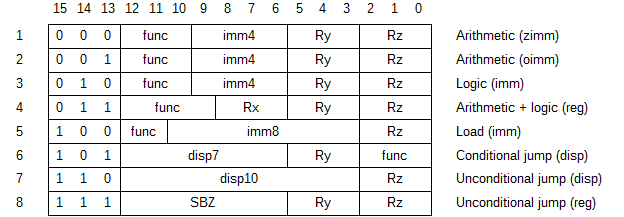 15 14 13 12 11 10 9 8 7 6 5 4 3 2 1 0
1 0 0 0 func imm4 Ry Rz Arithmetic (zimm)
2 0 0 1 func imm4 Ry Rz Arithmetic (oimm)
3 0 1 0 func imm4 Ry Rz Logic (imm)
4 0 1 1 func Rx Ry Rz Arithmetic + logic (reg)
5 1 0 0 func imm8 Rz Load (imm)
6 1 0 1 disp7 Ry func Conditional jump (disp)
7 1 1 0 disp10 Rz Unconditional jump (disp)
8 1 1 1 SBZ Ry Rz Unconditional jump (reg)